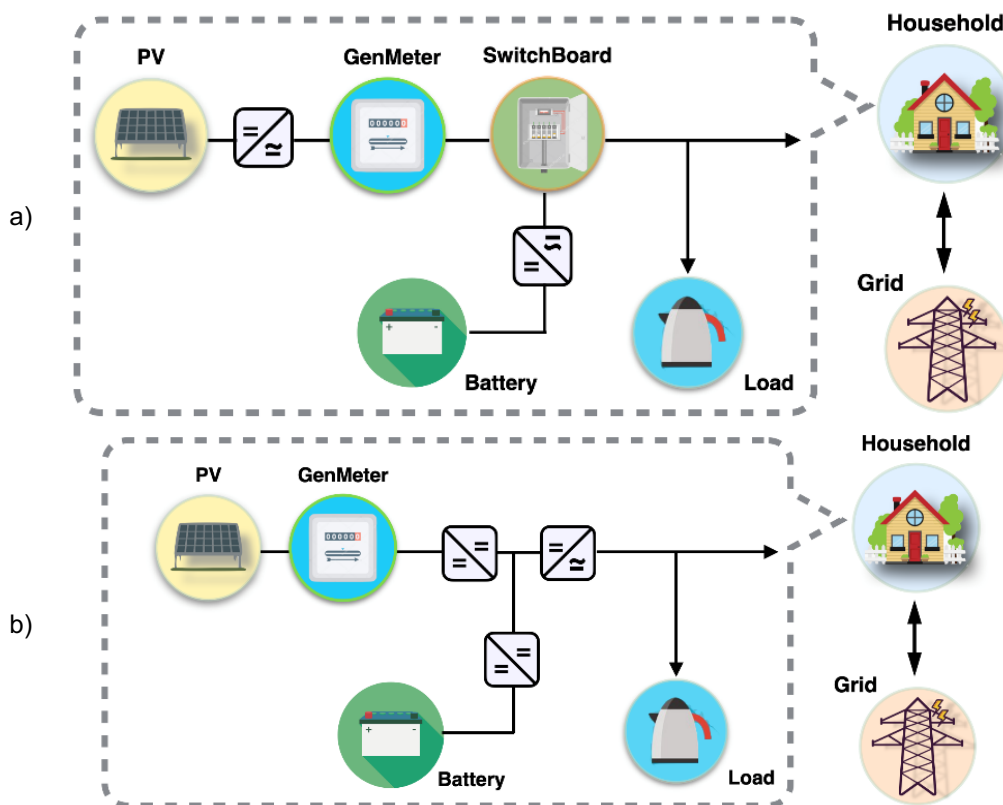 Household
PV
GenMeter
SwitchBoard
a)
Grid
Battery
Load
Household
PV
GenMeter
b)
Grid
Battery
Load